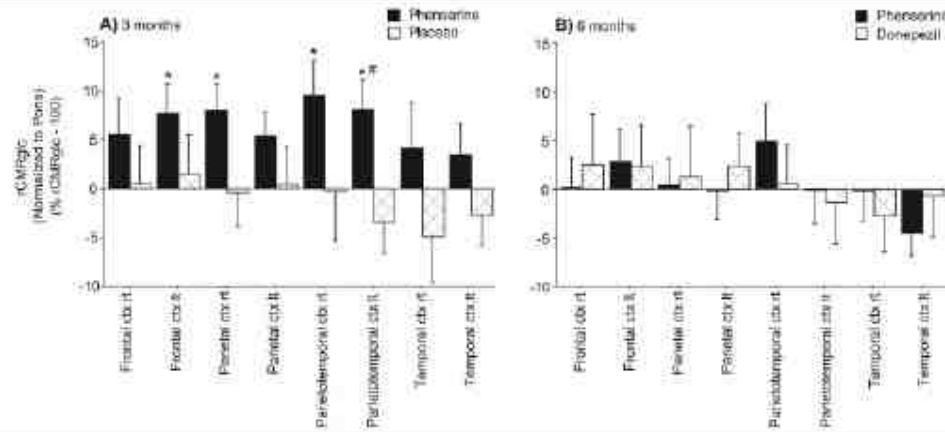 A) 3 months
Phenserine
Placebo
B) 6 months
Phenserine
Donepezil
rCMRglc
(Normalized to Pons)
(% rCMRglc - 100)
15
10
5
0
-5
-10
15
10
5
0
-5
-10
*
*
*
* #
Frontal ctx rt
Frontal ctx lt
Parietal ctx rt
Parietal ctx lt
Parietotemporal ctx rt
Parietotemporal ctx lt
Temporal ctx rt
Temporal ctx lt
Frontal ctx rt
Frontal ctx lt
Parietal ctx rt
Parietal ctx lt
Parietotemporal ctx rt
Parietotemporal ctx lt
Temporal ctx rt
Temporal ctx lt